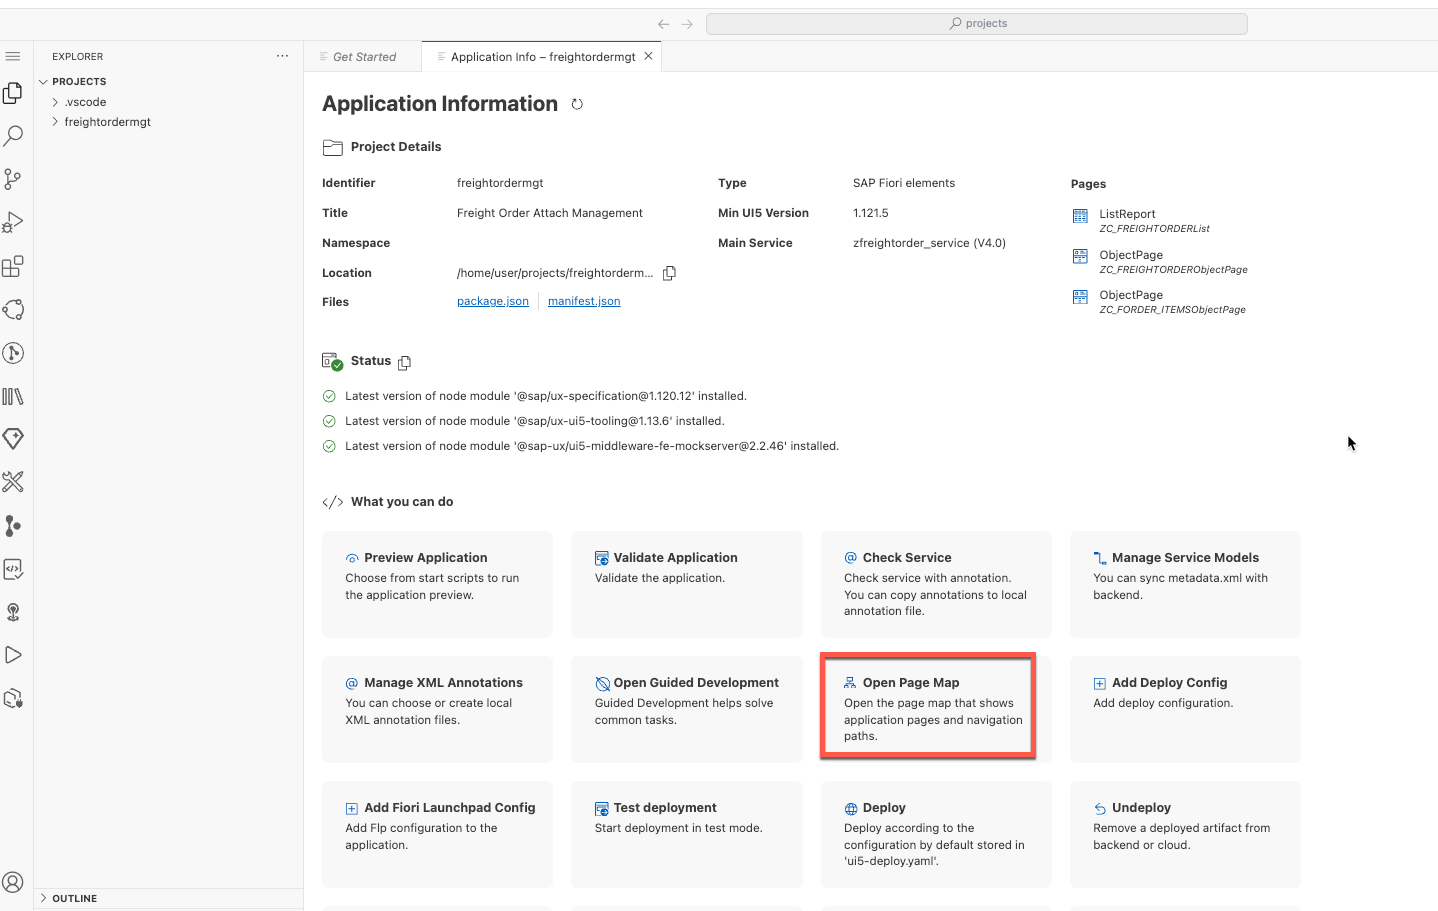 projects
EXPLORER
PROJECTS
.vscode
freightordermgt
OUTLINE
Get Started
Application Info – freightordermgt
Application Information
Project Details
Identifier freightordermgt
Title Freight Order Attach Management
Namespace
Location /home/user/projects/freightorderm...
Files package.json manifest.json
Type SAP Fiori elements
Min UI5 Version 1.121.5
Main Service zfreightorder_service (V4.0)
Pages
ListReport
ZC_FREIGHTORDERList
ObjectPage
ZC_FREIGHTORDERObjectPage
ObjectPage
ZC_FORDER_ITEMSObjectPage
Status
Latest version of node module '@sap/ux-specification@1.120.12' installed.
Latest version of node module '@sap/ux-ui5-tooling@1.13.6' installed.
Latest version of node module '@sap-ux/ui5-middleware-fe-mockserver@2.2.46' installed.
What you can do
Preview Application
Choose from start scripts to run
the application preview.
Validate Application
Validate the application.
Check Service
Check service with annotation.
You can copy annotations to local
annotation file.
Manage Service Models
You can sync metadata.xml with
backend.
Manage XML Annotations
You can choose or create local
XML annotation files.
Open Guided Development
Guided Development helps solve
common tasks.
Open Page Map
Open the page map that shows
application pages and navigation
paths.
Add Deploy Config
Add deploy configuration.
Add Fiori Launchpad Config
Add Flp configuration to the
application.
Test deployment
Start deployment in test mode.
Deploy
Deploy according to the
configuration by default stored in
'ui5-deploy.yaml'.
Undeploy
Remove a deployed artifact from
backend or cloud.